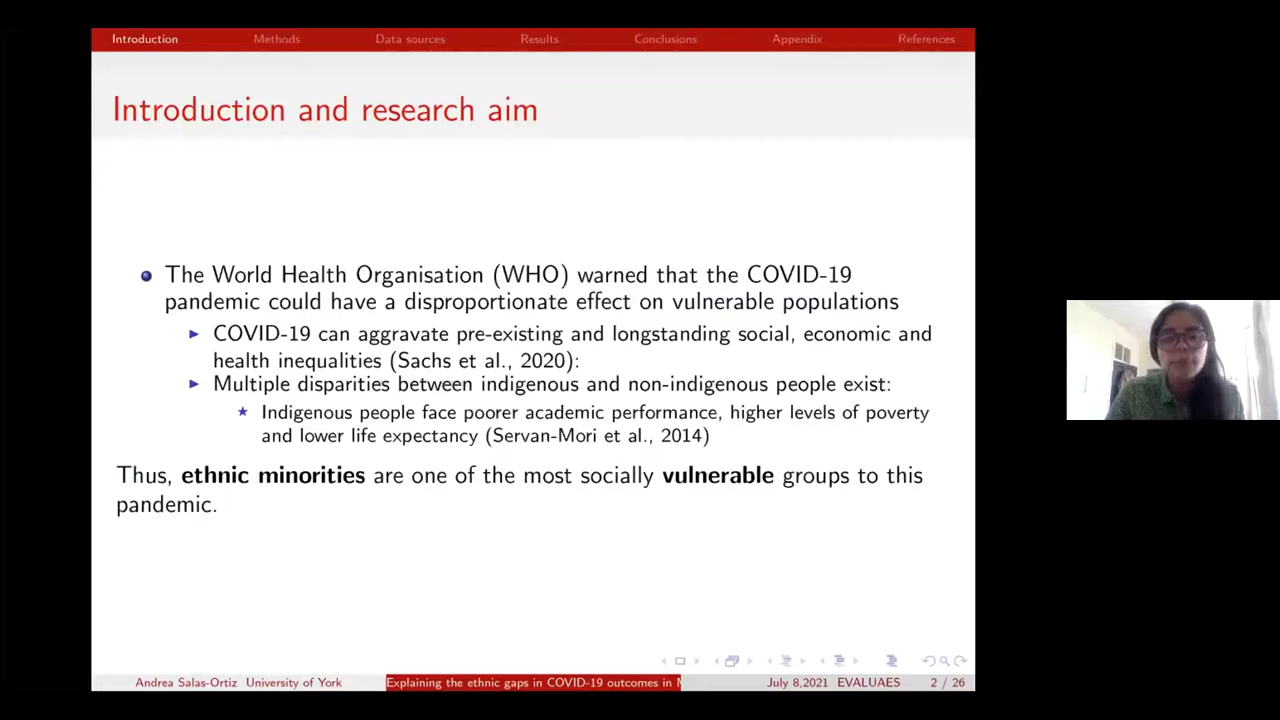 Introduction Methods Data sources Results Conclusions Appendix References
Introduction and research aim
The World Health Organisation (WHO) warned that the COVID-19
pandemic could have a disproportionate effect on vulnerable populations
COVID-19 can aggravate pre-existing and longstanding social, economic and
health inequalities (Sachs et al., 2020):
Multiple disparities between indigenous and non-indigenous people exist:
Indigenous people face poorer academic performance, higher levels of poverty
and lower life expectancy (Servan-Mori et al., 2014)
Thus, ethnic minorities are one of the most socially vulnerable groups to this
pandemic.
Andrea Salas-Ortiz University of York Explaining the ethnic gaps in COVID-19 outcomes in July 8,2021 EVALUAES 2 / 26